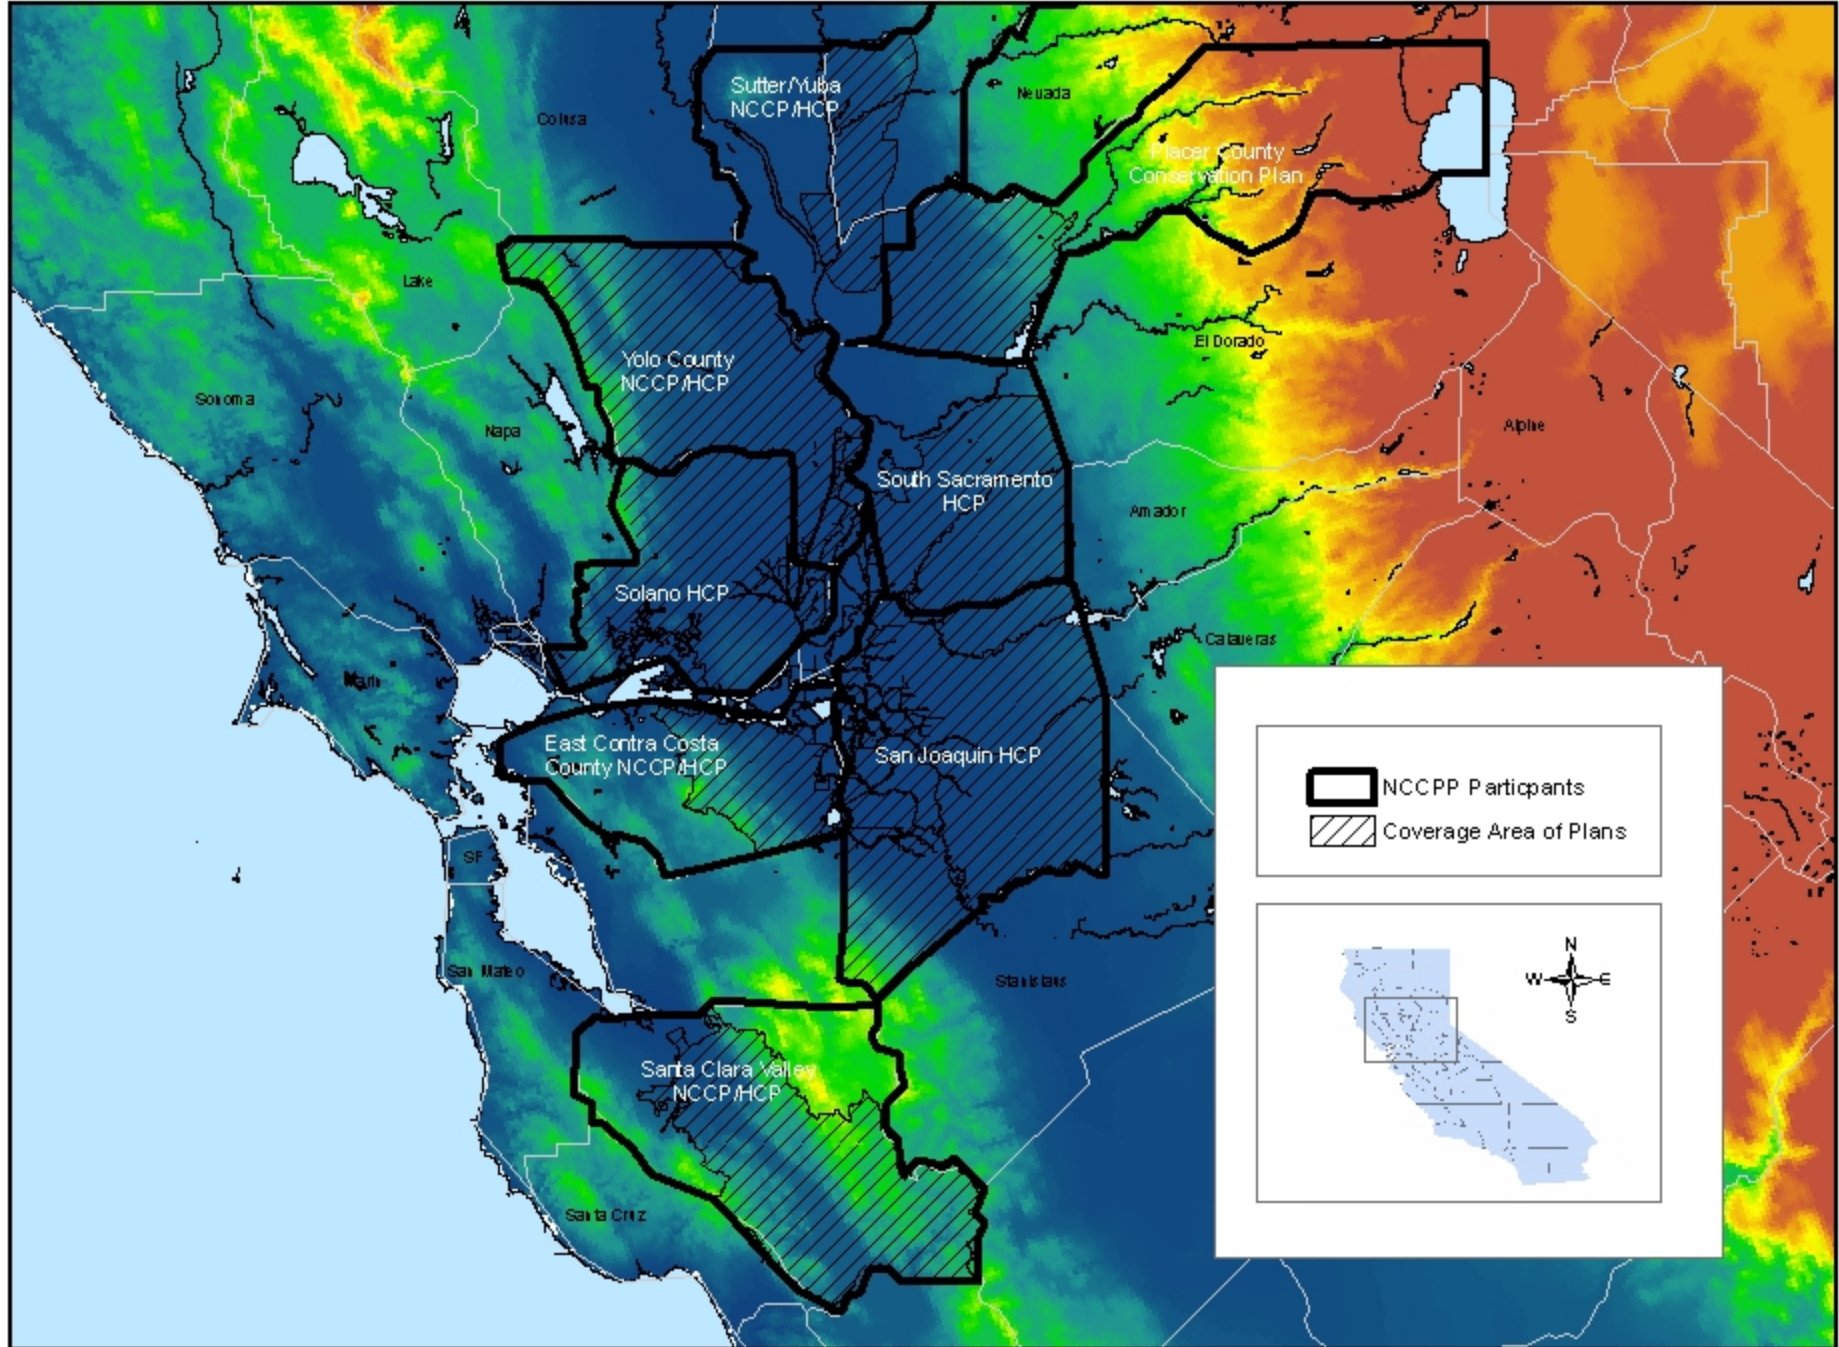 Sutter/Yuba
NCCP/HCP
Colusa
Nevada
Placer County
Conservation Plan
Lake
Yolo County
NCCP/HCP
El Dorado
Sonoma
Napa
Alpine
South Sacramento
HCP
Amador
Solano HCP
Calaveras
Marin
East Contra Costa
County NCCP/HCP
San Joaquin HCP
NCCPP Particpants
Coverage Area of Plans
SF
San Mateo
Stanislaus
N
W
E
S
Santa Clara Valley
NCCP/HCP
Santa Cruz